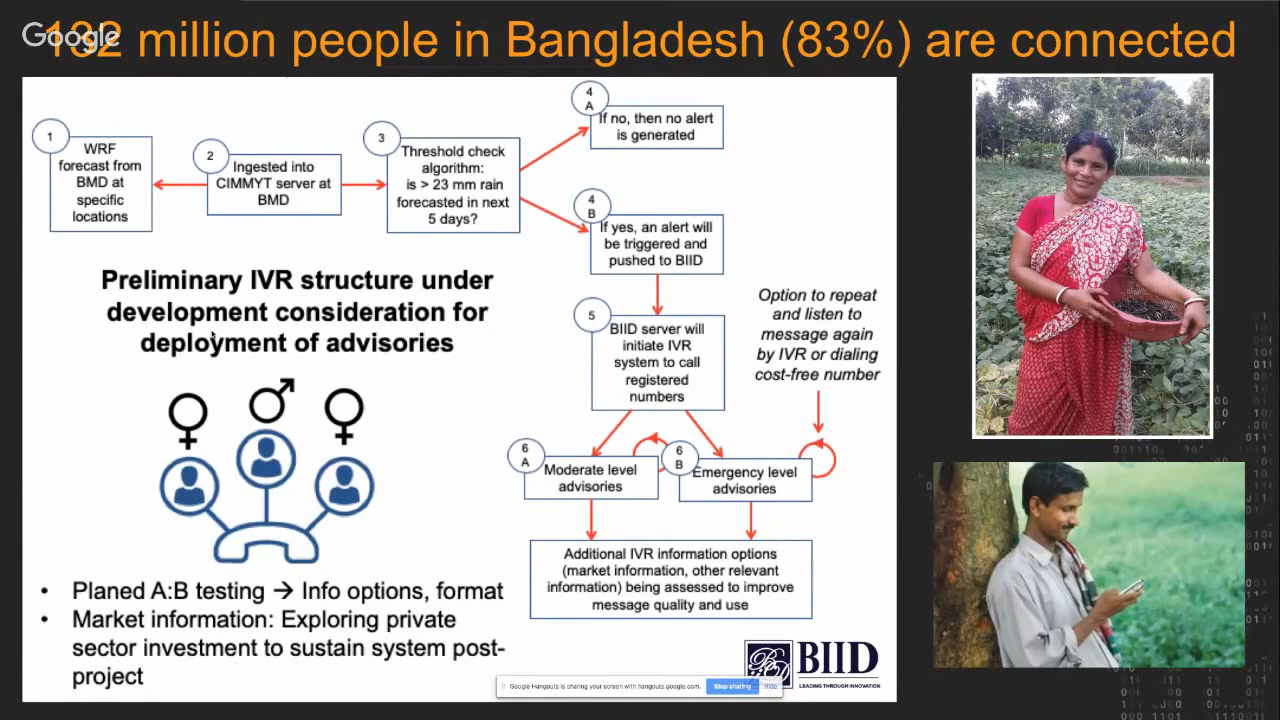 Google
132 million people in Bangladesh (83%) are connected
1
WRF
forecast from
BMD at
specific
locations
2
Ingested into
CIMMYT server at
BMD
3
Threshold check
algorithm:
is > 23 mm rain
forecasted in next
5 days?
4
A
If no, then no alert
is generated
4
B
If yes, an alert will
be triggered and
pushed to BIID
5
BIID server will
initiate IVR
system to call
registered
numbers
Option to repeat
and listen to
message again
by IVR or dialing
cost-free number
6
A
Moderate level
advisories
6
B
Emergency level
advisories
Additional IVR information options
(market information, other relevant
information) being assessed to improve
message quality and use
Preliminary IVR structure under
development consideration for
deployment of advisories
• Planed A:B testing → Info options, format
• Market information: Exploring private
sector investment to sustain system post-
project
BIID
LEADING THROUGH INNOVATION
Google Hangouts is sharing your screen with hangouts.google.com.
Stop sharing
Hide